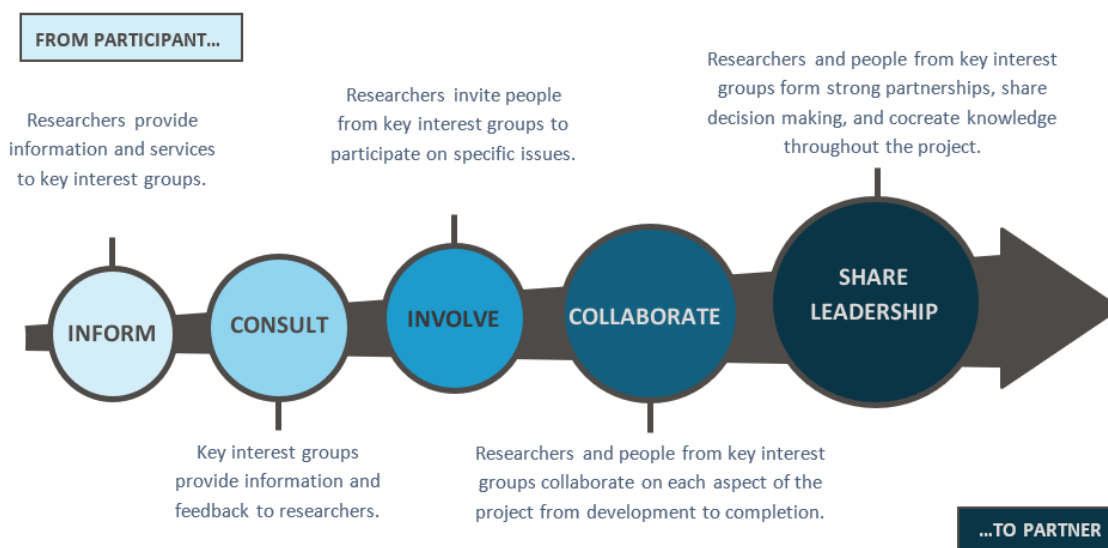 FROM PARTICIPANT...
Researchers provide
information and services
to key interest groups.
INFORM
CONSULT
Key interest groups
provide information and
feedback to researchers.
Researchers invite people
from key interest groups to
participate on specific issues.
INVOLVE
COLLABORATE
Researchers and people from key interest
groups collaborate on each aspect of the
project from development to completion.
Researchers and people from key interest
groups form strong partnerships, share
decision making, and cocreate knowledge
throughout the project.
SHARE
LEADERSHIP
...TO PARTNER